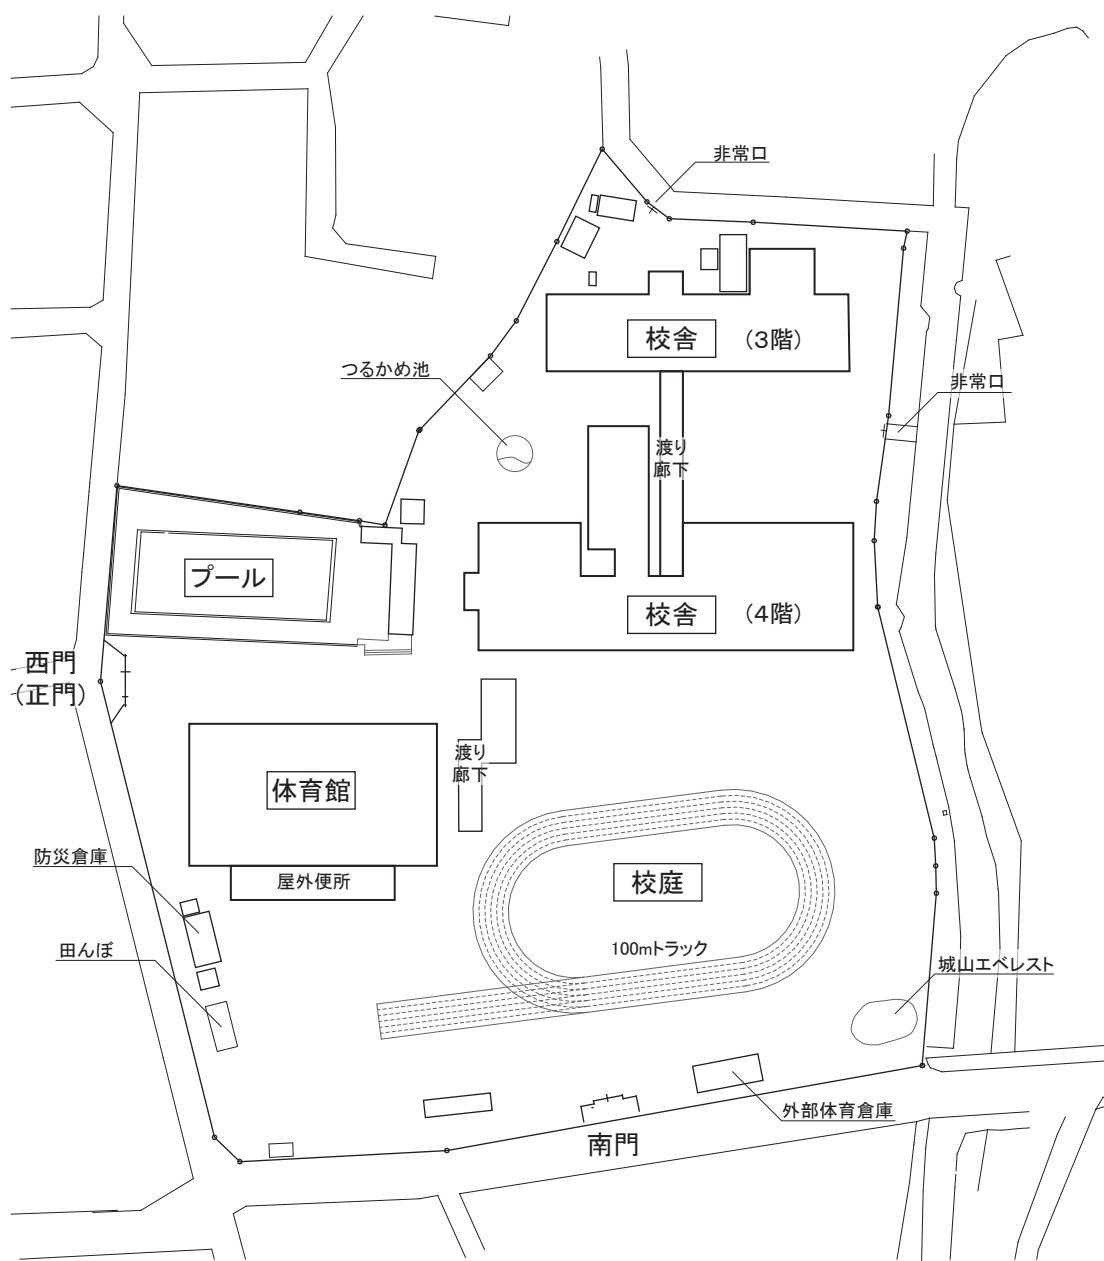 非常口
校舎 （3階）
つるかめ池
非常口
渡り
廊下
プール
校舎 （4階）
西門
（正門）
渡り
廊下
体育館
防災倉庫
屋外便所
校庭
田んぼ
100mトラック
城山エベレスト
外部体育倉庫
南門